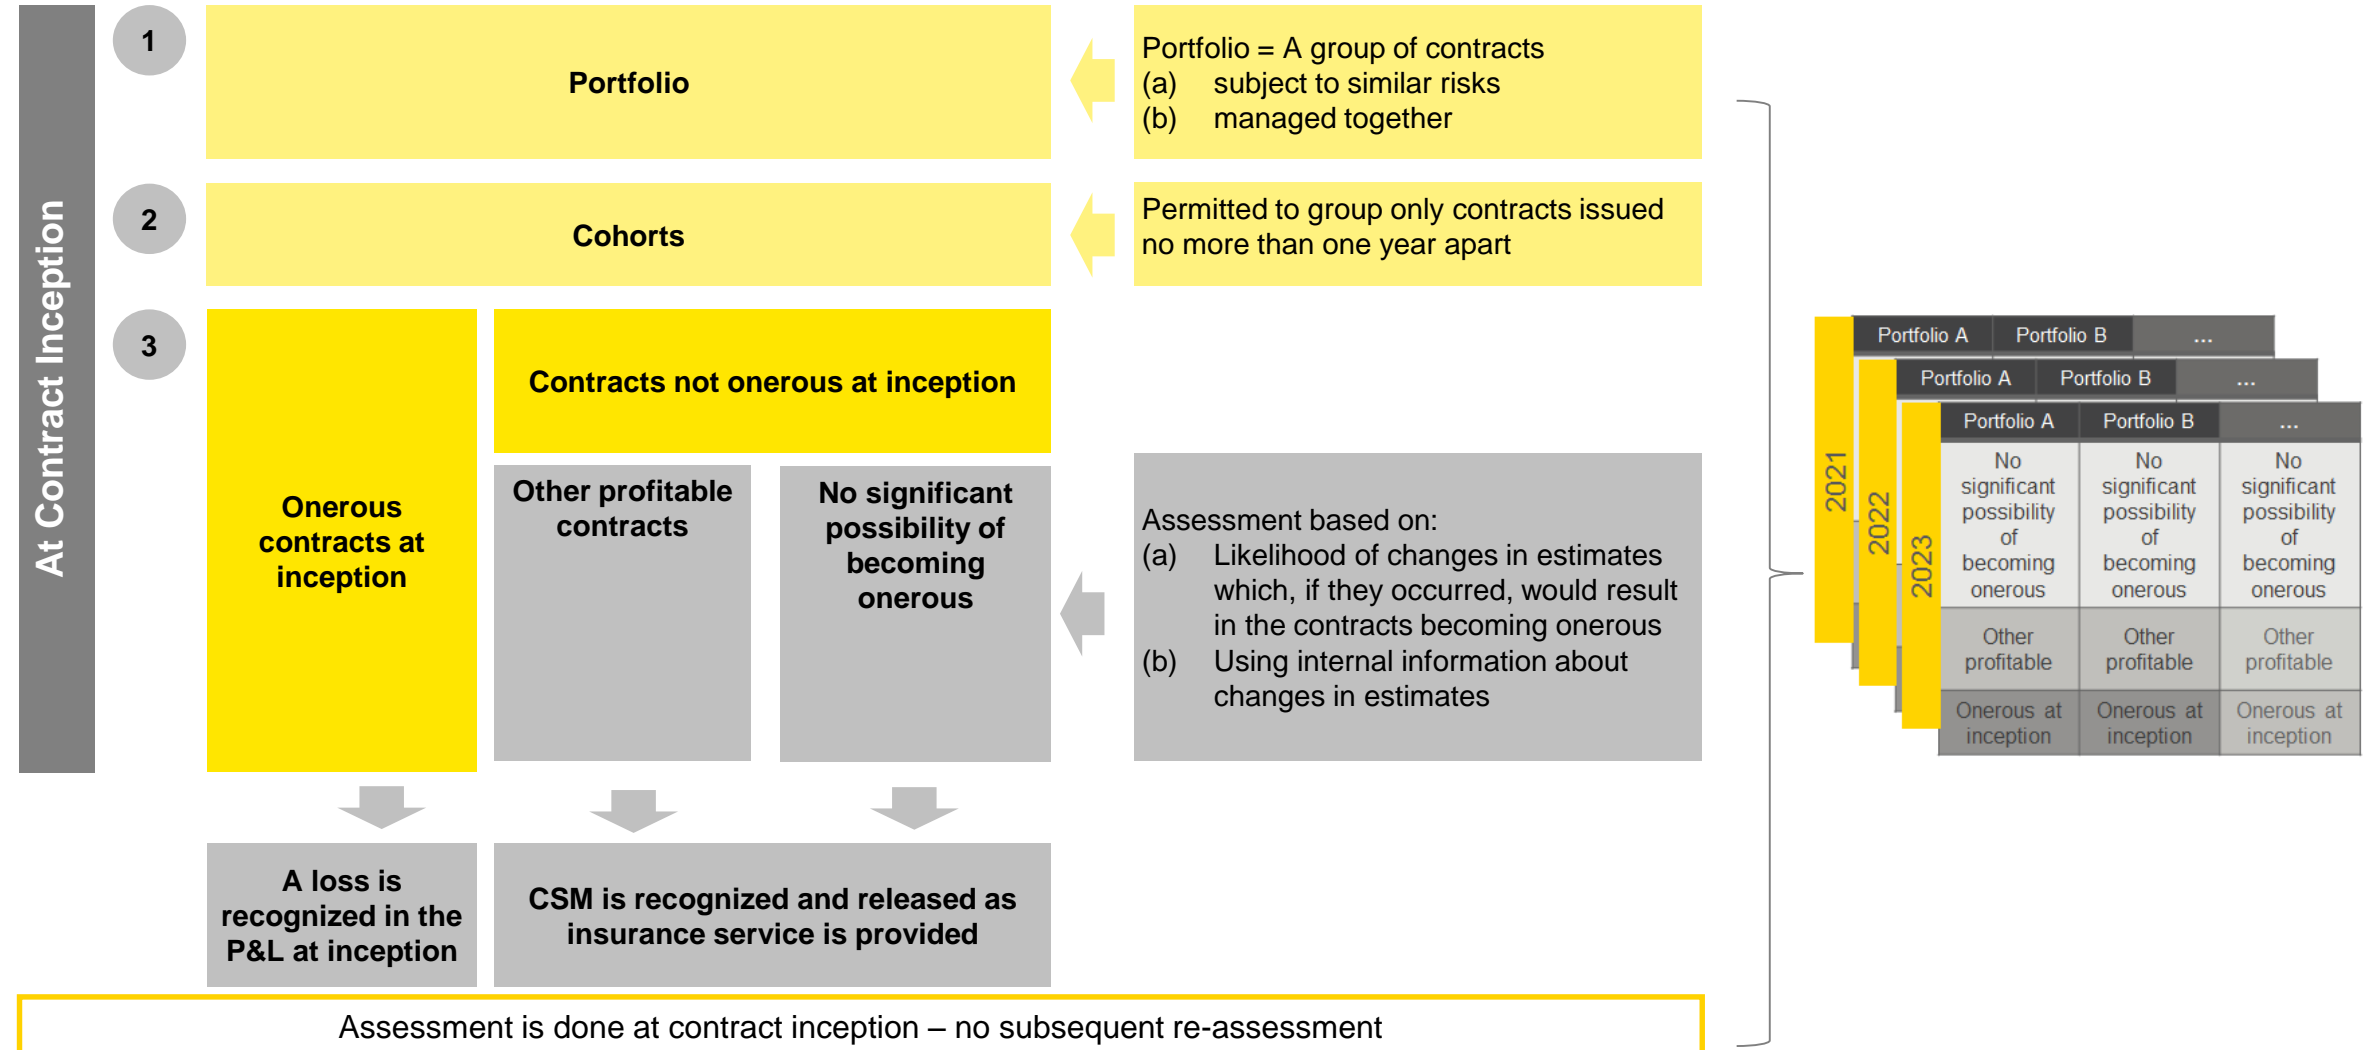 At Contract Inception
1
Portfolio
Portfolio = A group of contracts
(a) subject to similar risks
(b) managed together
2
Cohorts
Permitted to group only contracts issued
no more than one year apart
3
Onerous
contracts at
inception
Contracts not onerous at inception
Other profitable
contracts
No significant
possibility of
becoming
onerous
Assessment based on:
(a) Likelihood of changes in estimates
which, if they occurred, would result
in the contracts becoming onerous
(b) Using internal information about
changes in estimates
A loss is
recognized in the
P&L at inception
CSM is recognized and released as
insurance service is provided
Assessment is done at contract inception – no subsequent re-assessment
2021
Portfolio A Portfolio B ...
2022
Portfolio A Portfolio B ...
2023
Portfolio A Portfolio B ...
No No No
significant significant significant
possibility possibility possibility
of of of
becoming becoming becoming
onerous onerous onerous
Other Other Other
profitable profitable profitable
Onerous at Onerous at Onerous at
inception inception inception